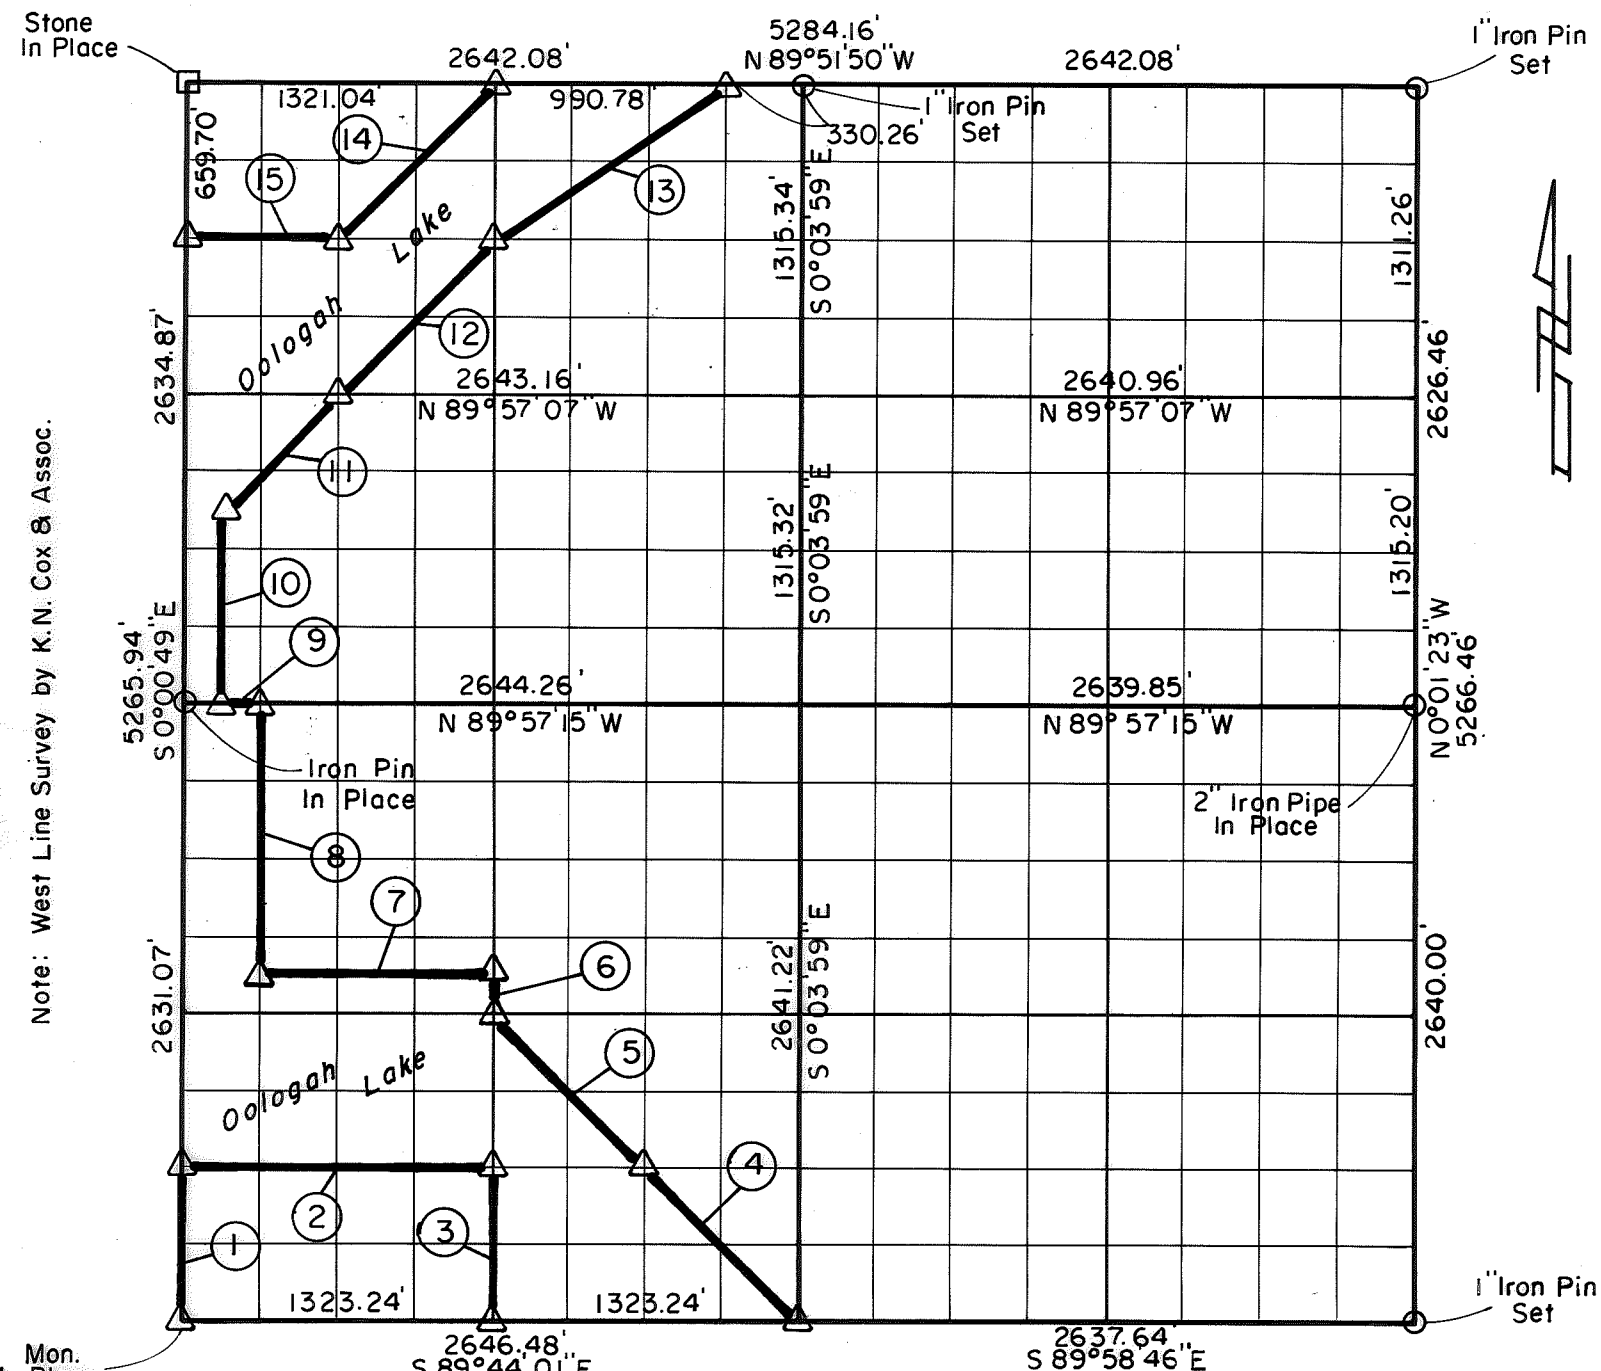 Stone
In Place
2642.08'
5284.16'
N 89°51'50"W
2642.08'
1"Iron Pin
Set
1321.04'
990.78'
1"Iron Pin
Set
330.26'
659.70'
14
15
13
Lake
Oologah
12
1315.34'
S 0°03'59"E
1311.26'
2634.87'
2643.16'
N 89°57'07"W
2640.96'
N 89°57'07"W
2626.46'
11
1315.32'
S 0°03'59"E
1315.20'
10
9
5265.94'
S 0°00'49"E
2644.26'
N 89°57'15"W
2639.85'
N 89°57'15"W
N 0°01'23"W
5266.46'
Iron Pin
In Place
2" Iron Pipe
In Place
8
7
6
2631.07'
2641.22'
S 0°03'59"E
2640.00'
5
Oologah Lake
4
2
3
1
1323.24'
1323.24'
2646.48'
S 89°44'01"E
2637.64'
S 89°58'46"E
1"Iron Pin
Set
Mon.
Note: West Line Survey by K.N. Cox & Assoc.